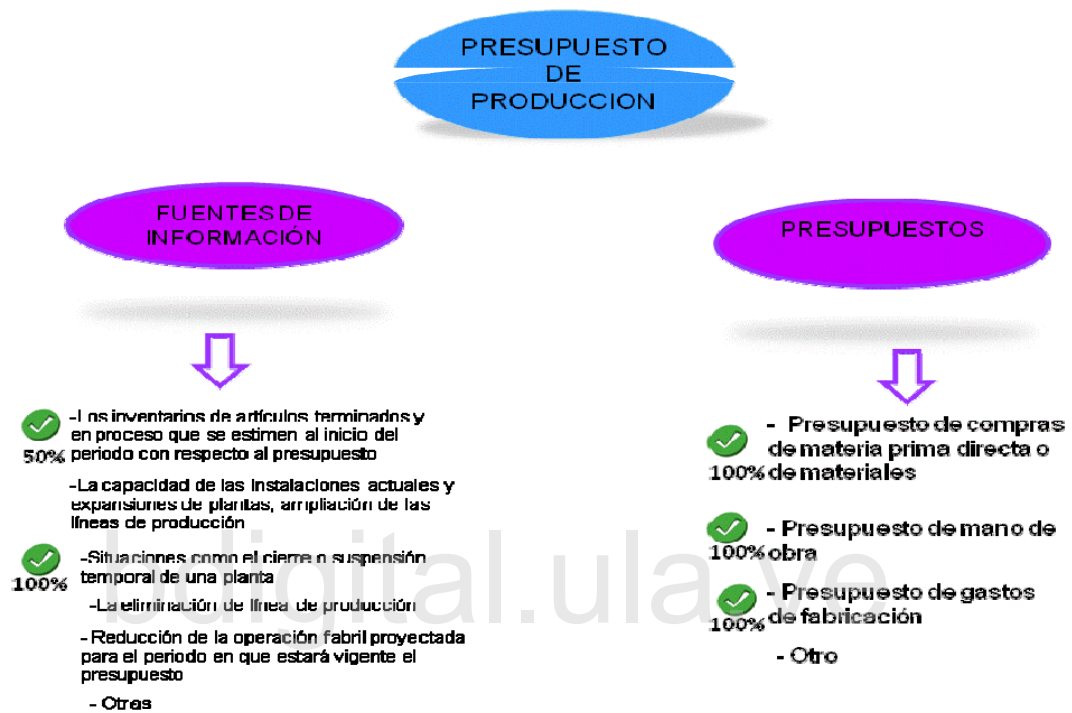 PRESUPUESTO
DE
PRODUCCION
FUENTES DE
INFORMACIÓN
-Los inventarios de artículos terminados y
en proceso que se estimen al inicio del
50% periodo con respecto al presupuesto
-La capacidad de las instalaciones actuales y
expansiones de plantas, ampliación de las
líneas de producción
-Situaciones como el cierre o suspensión
100% temporal de una planta
-La eliminación de línea de producción
- Reducción de la operación fabril proyectada
para el periodo en que estará vigente el
presupuesto
- Otras
PRESUPUESTOS
- Presupuesto de compras
de materia prima directa o
100% de materiales
- Presupuesto de mano de
100% obra
- Presupuesto de gastos
100% de fabricación
- Otro
bdigital.ula.ve